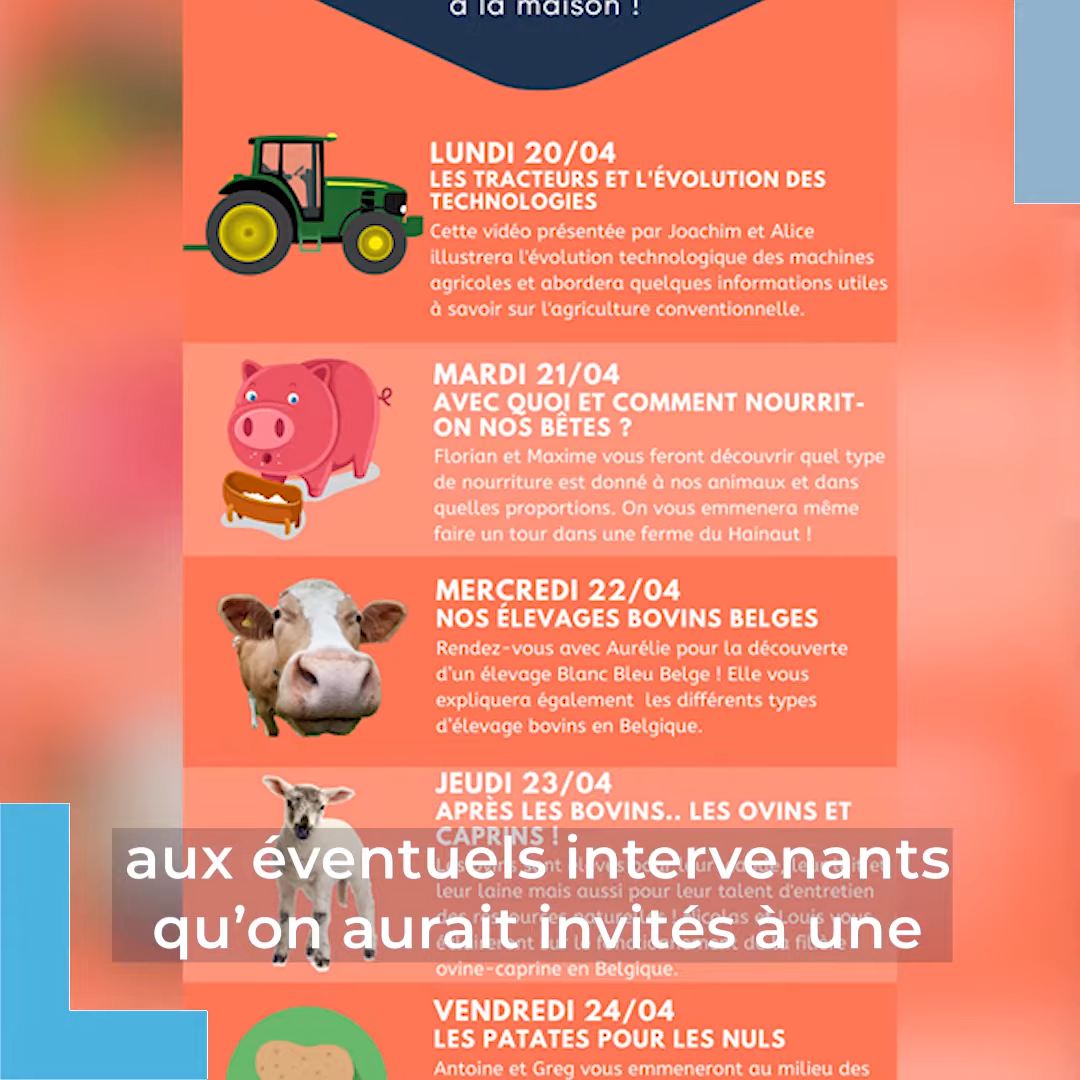 à la maison !
LUNDI 20/04
LES TRACTEURS ET L'ÉVOLUTION DES
TECHNOLOGIES
Cette vidéo présentée par Joachim et Alice
illustrera l'évolution technologique des machines
agricoles et abordera quelques informations utiles
à savoir sur l'agriculture conventionnelle.
MARDI 21/04
AVEC QUOI ET COMMENT NOURRIT-
ON NOS BÊTES ?
Florian et Maxime vous feront découvrir quel type
de nourriture est donné à nos animaux et dans
quelles proportions. On vous emmenera même
faire un tour dans une ferme du Hainaut !
MERCREDI 22/04
NOS ÉLEVAGES BOVINS BELGES
Rendez-vous avec Aurélie pour la découverte
d'un élevage Blanc Bleu Belge ! Elle vous
expliquera également les différents types
d'élevage bovins en Belgique.
JEUDI 23/04
APRÈS LES BOVINS.. LES OVINS ET
CAPRINS !
leur laine mais aussi pour leur talent d'entretien
des ressources naturelles ! Nicolas et Louis vous
ovine-caprine en Belgique.
aux éventuels intervenants
qu'on aurait invités à une
VENDREDI 24/04
LES PATATES POUR LES NULS
Antoine et Greg vous emmeneront au milieu des